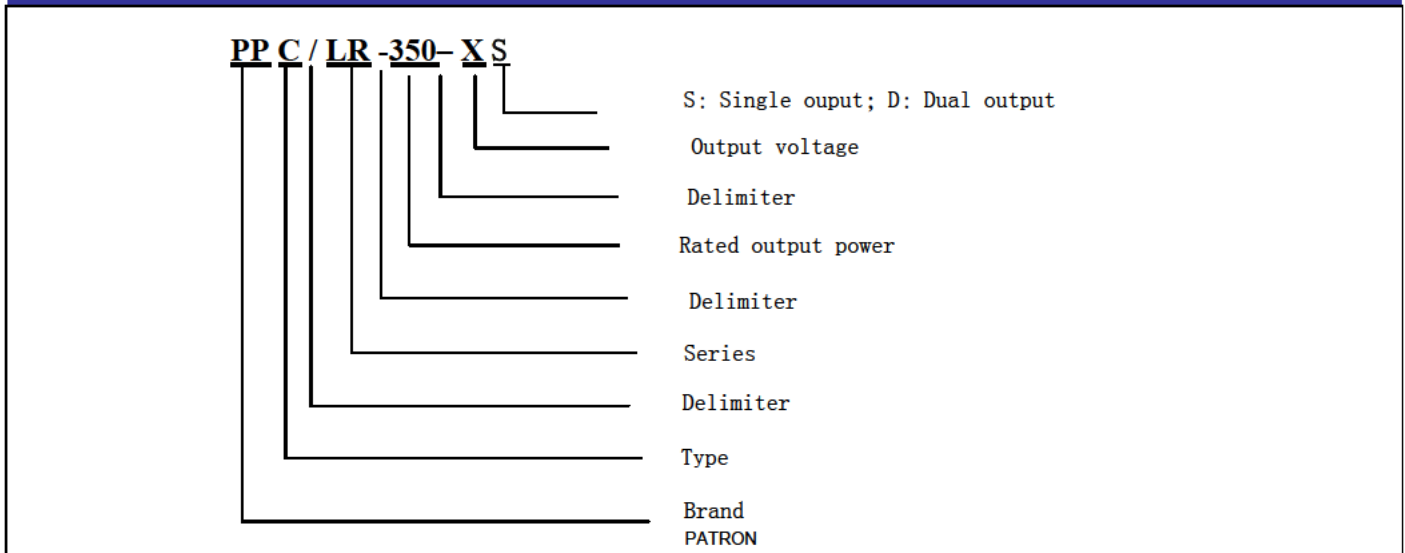 PP C / LR -350– X S
S: Single ouput; D: Dual output
Output voltage
Delimiter
Rated output power
Delimiter
Series
Delimiter
Type
Brand
PATRON